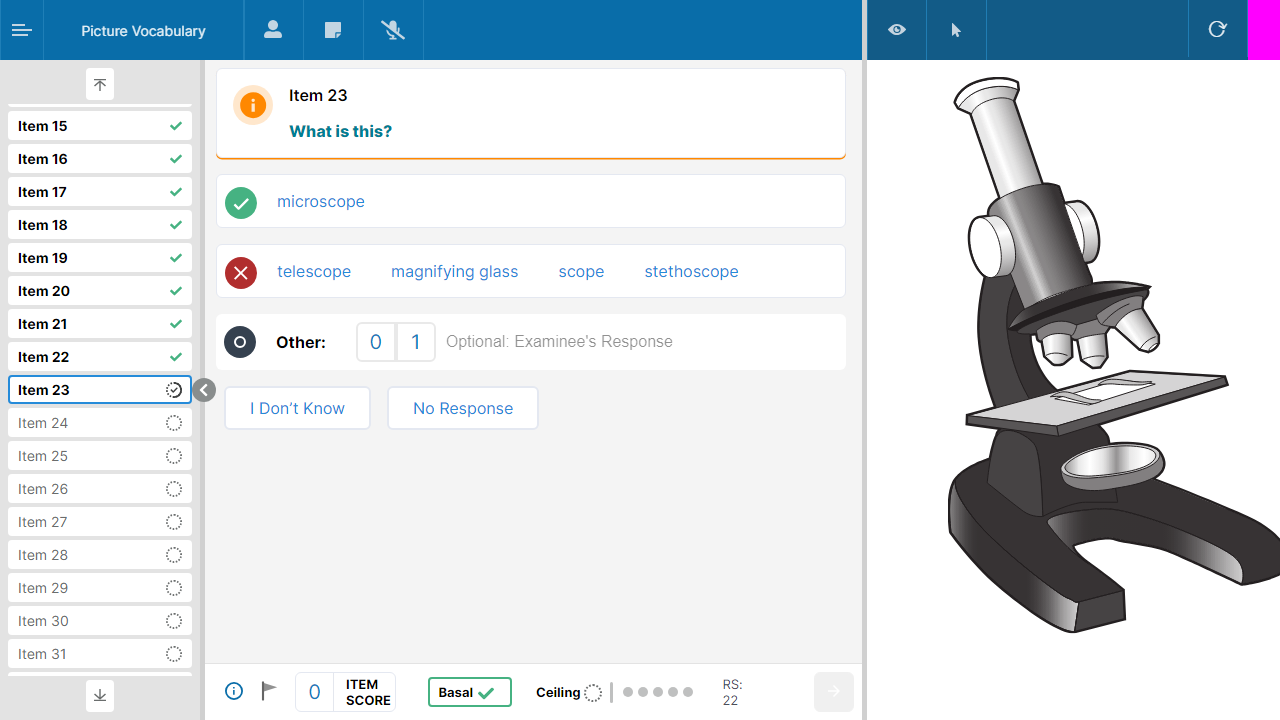 Picture Vocabulary
Item 15
Item 16
Item 17
Item 18
Item 19
Item 20
Item 21
Item 22
Item 23
Item 24
Item 25
Item 26
Item 27
Item 28
Item 29
Item 30
Item 31
Item 23
What is this?
microscope
telescope magnifying glass scope stethoscope
Other: 0 1 Optional: Examinee's Response
I Don't Know No Response
0 ITEM SCORE Basal Ceiling RS: 22